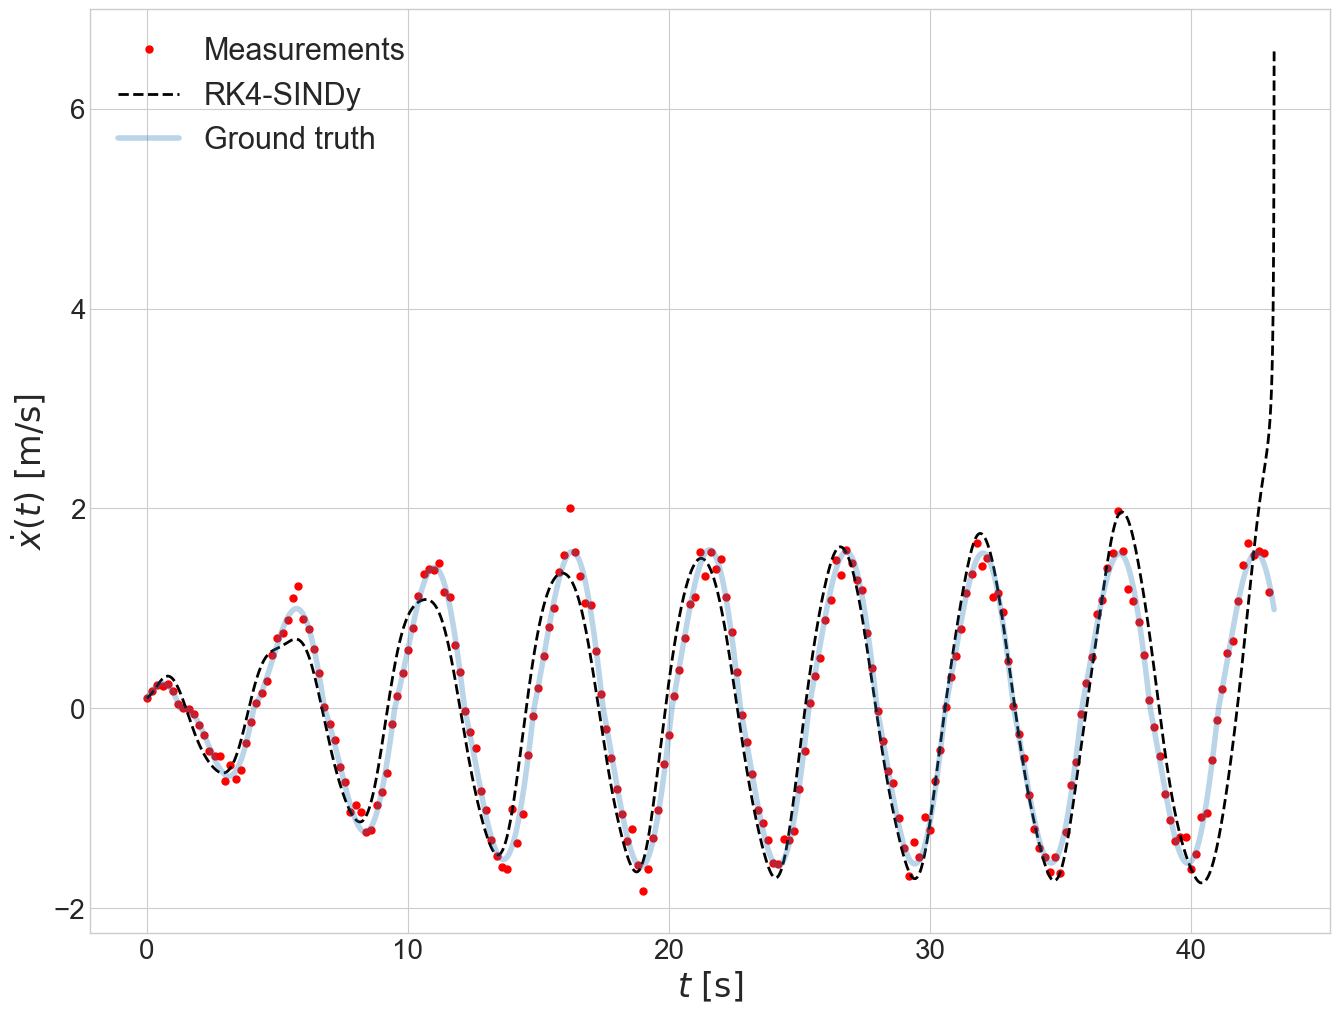 Measurements
RK4-SINDy
Ground truth
6
4
2
0
−2
ẋ(t) [m/s]
0 10 20 30 40
t [s]